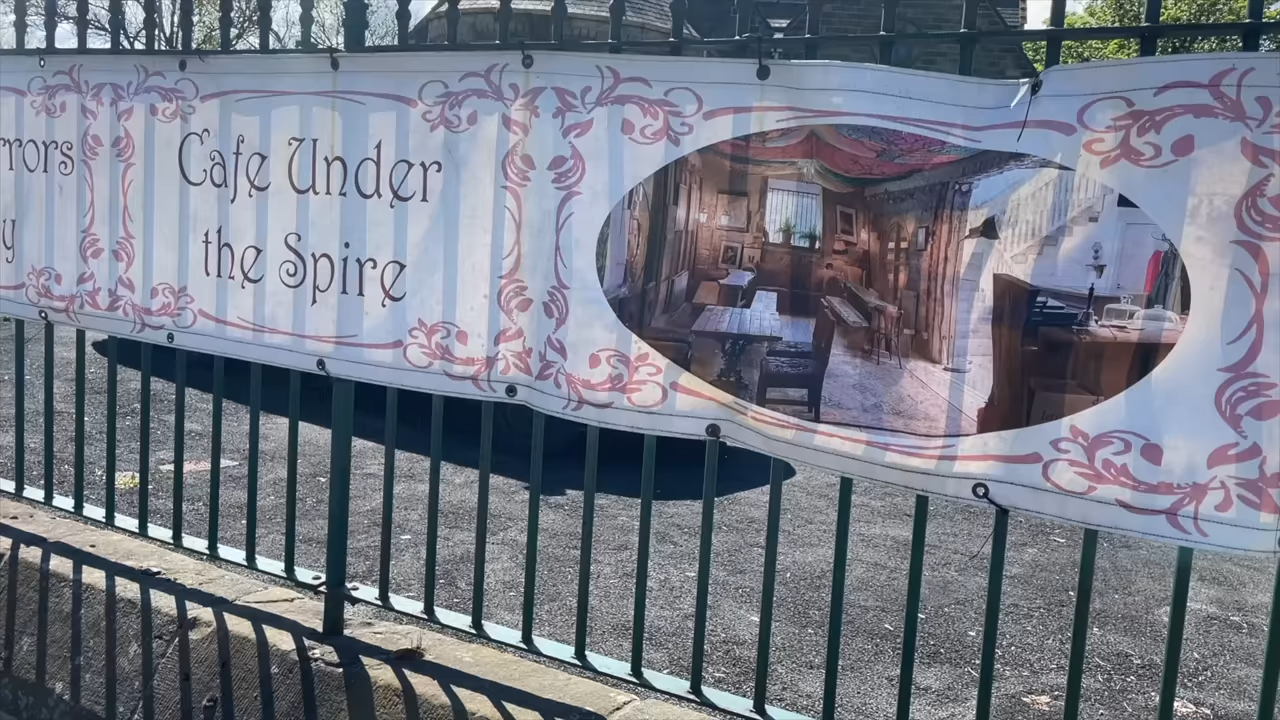 rrors
y
Cafe Under
the Spire